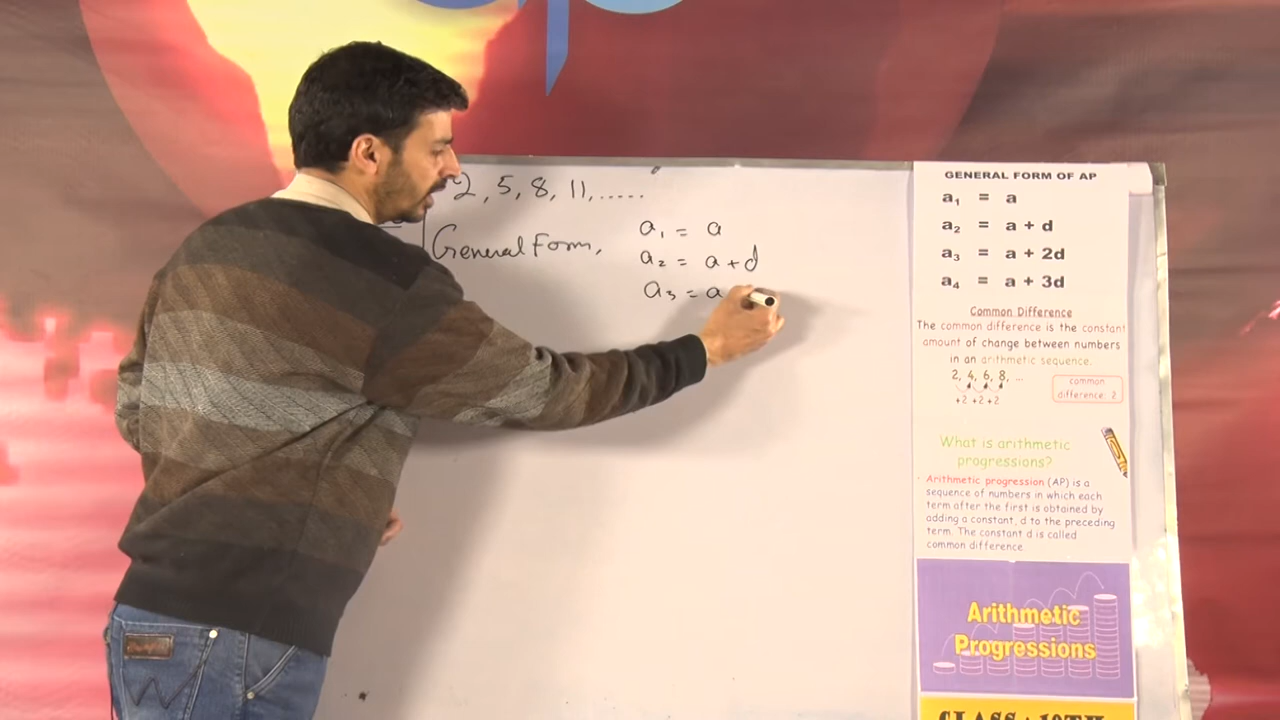 2, 5, 8, 11, .....
General Form,
a₁ = a
a₂ = a + d
a₃ = a
GENERAL FORM OF AP
a₁ = a
a₂ = a + d
a₃ = a + 2d
a₄ = a + 3d
Common Difference
The common difference is the constant
amount of change between numbers
in an arithmetic sequence.
2, 4, 6, 8, ...
+2 +2 +2
common
difference: 2
What is arithmetic
progressions?
Arithmetic progression (AP) is a
sequence of numbers in which each
term after the first is obtained by
adding a constant, d to the preceding
term. The constant d is called
common difference.
Arithmetic
Progressions
CLASS : 10TH